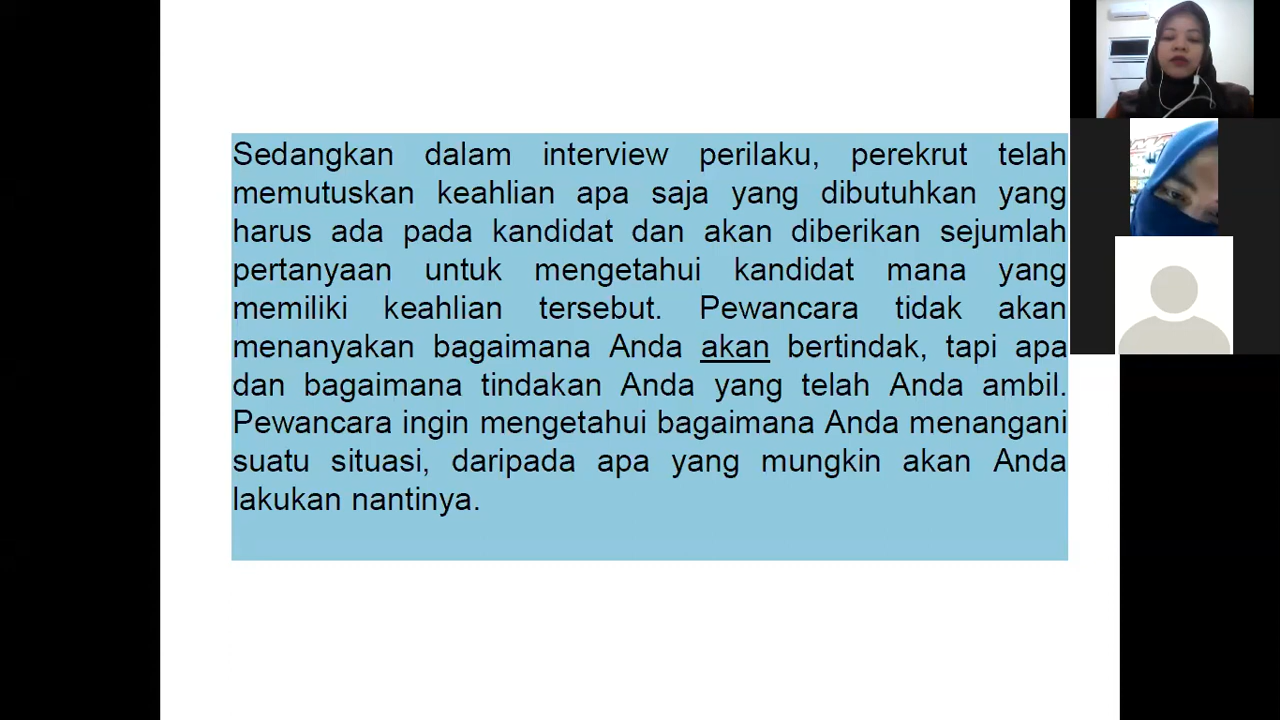 Sedangkan dalam interview perilaku, perekrut telah
memutuskan keahlian apa saja yang dibutuhkan yang
harus ada pada kandidat dan akan diberikan sejumlah
pertanyaan untuk mengetahui kandidat mana yang
memiliki keahlian tersebut. Pewancara tidak akan
menanyakan bagaimana Anda akan bertindak, tapi apa
dan bagaimana tindakan Anda yang telah Anda ambil.
Pewancara ingin mengetahui bagaimana Anda menangani
suatu situasi, daripada apa yang mungkin akan Anda
lakukan nantinya.